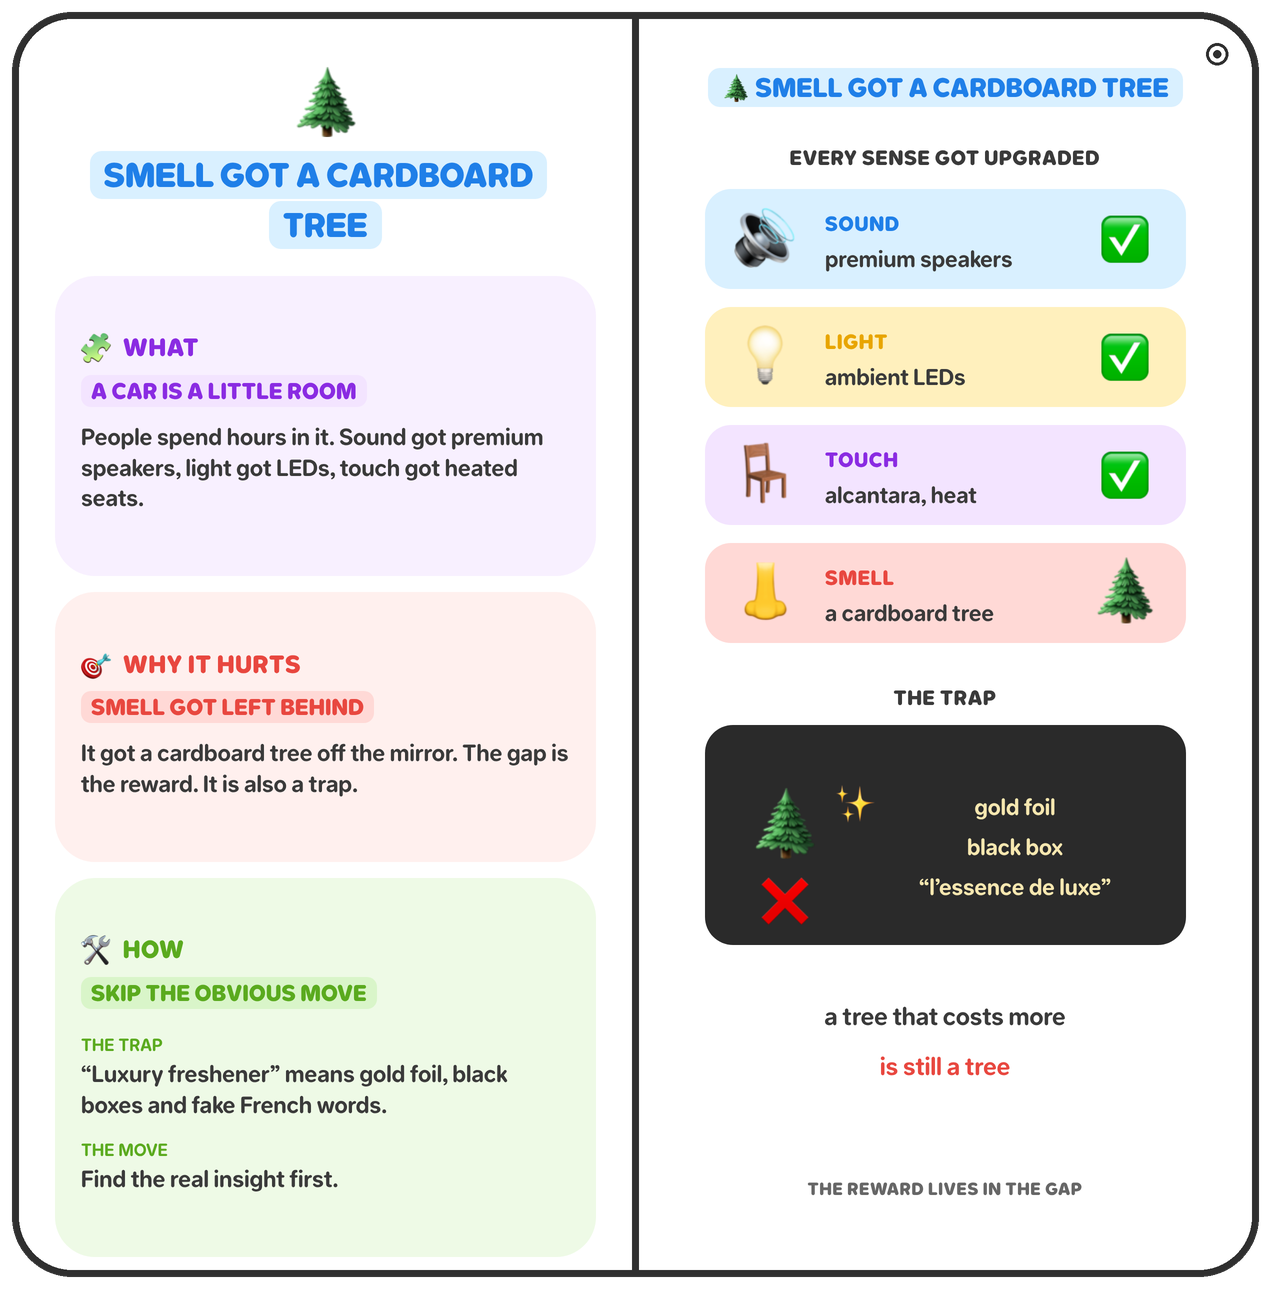 SMELL GOT A CARDBOARD
TREE
WHAT
A CAR IS A LITTLE ROOM
People spend hours in it. Sound got premium
speakers, light got LEDs, touch got heated
seats.
WHY IT HURTS
SMELL GOT LEFT BEHIND
It got a cardboard tree off the mirror. The gap is
the reward. It is also a trap.
HOW
SKIP THE OBVIOUS MOVE
THE TRAP
“Luxury freshener” means gold foil, black
boxes and fake French words.
THE MOVE
Find the real insight first.
SMELL GOT A CARDBOARD TREE
EVERY SENSE GOT UPGRADED
SOUND
premium speakers
LIGHT
ambient LEDs
TOUCH
alcantara, heat
SMELL
a cardboard tree
THE TRAP
gold foil
black box
“l’essence de luxe”
a tree that costs more
is still a tree
THE REWARD LIVES IN THE GAP